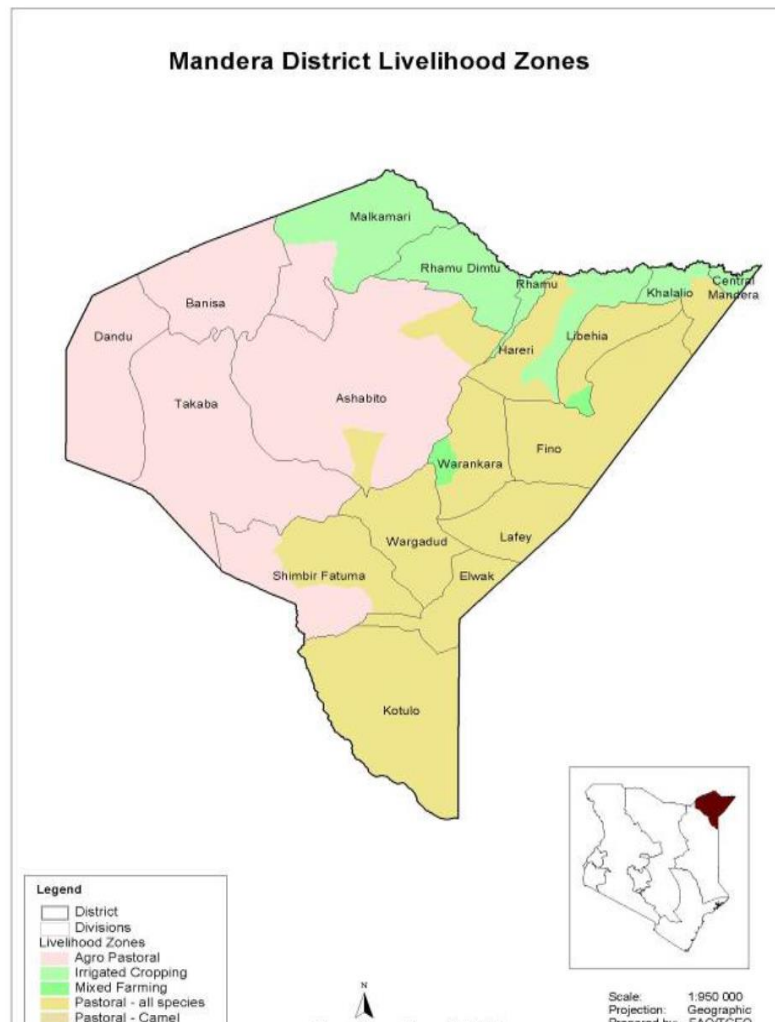 Mandera District Livelihood Zones
Malkamari
Rhamu Dimtu
Rhamu
Khalalio
Central
Mandera
Banisa
Dandu
Hareri
Libehia
Takaba
Ashabito
Fino
Warankara
Wargadud
Lafey
Shimbir Fatuma
Elwak
Kotulo
Legend
District
Divisions
Livelihood Zones
Agro Pastoral
Irrigated Cropping
Mixed Farming
Pastoral - all species
Pastoral - Camel
N
Scale: 1:950 000
Projection: Geographic